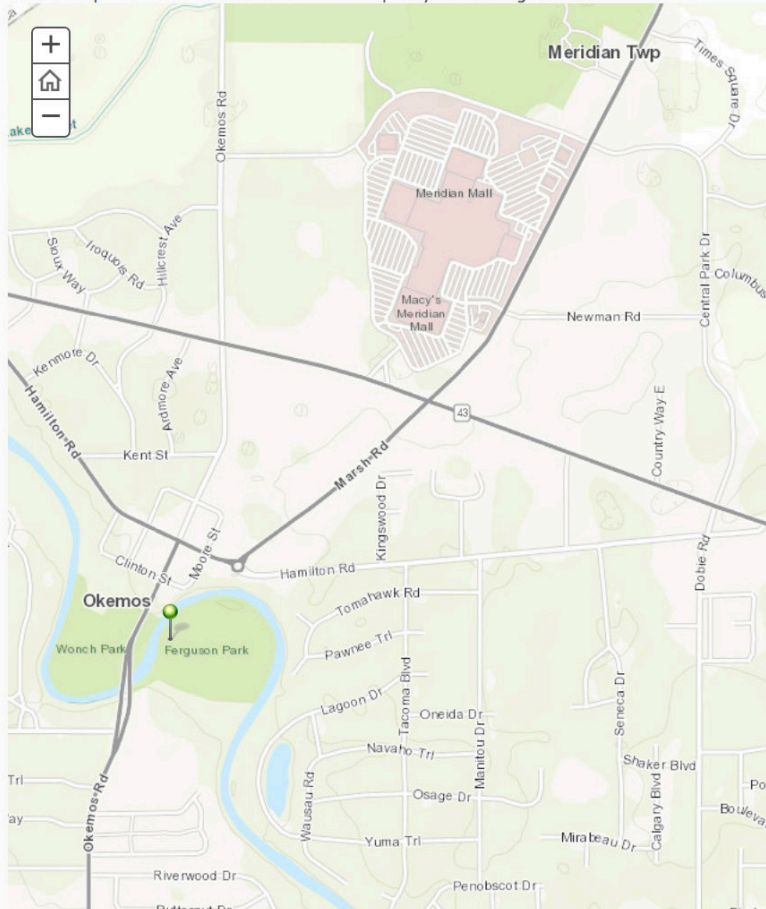 +
−
Meridian Twp
Times Square Dr
Okemos Rd
Meridian Mall
Hillcrest Ave
Iroquois Rd
Sioux Way
Macy's
Meridian
Mall
Newman Rd
Central Park Dr
Columbus
Kenmore Dr
Ardmore Ave
Hamilton Rd
43
Country Way E
Kent St
Marsh Rd
Kingswood Dr
Moore St
Clinton St
Hamilton Rd
Dobie Rd
Okemos
Tomahawk Rd
Wonch Park
Ferguson Park
Pawnee Trl
Tacoma Blvd
Lagoon Dr
Oneida Dr
Manitou Dr
Seneca Dr
Navaho Trl
Shaker Blvd
Trl
Wausau Rd
Osage Dr
Calgary Blvd
Po
Bouleva
ay
Okemos Rd
Yuma Trl
Mirabeau Dr
Riverwood Dr
Penobscot Dr